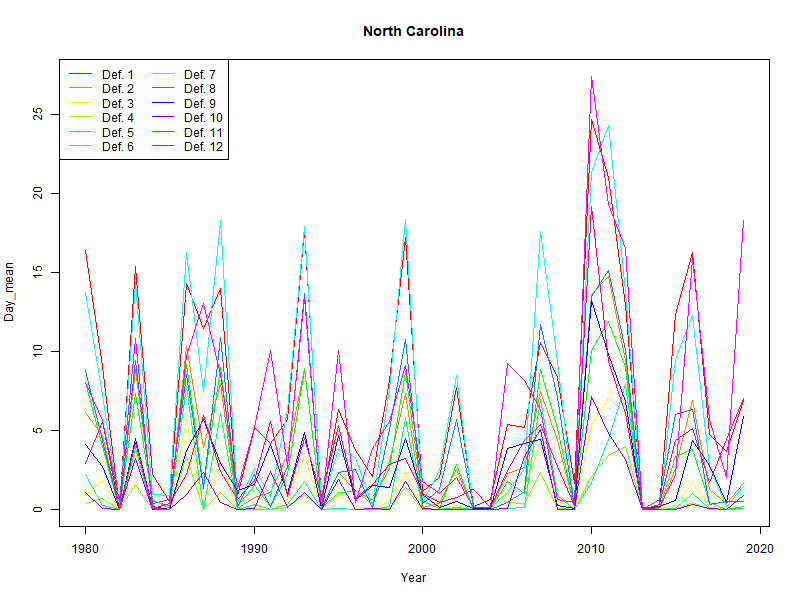 North Carolina
Def. 1 Def. 7
Def. 2 Def. 8
Def. 3 Def. 9
Def. 4 Def. 10
Def. 5 Def. 11
Def. 6 Def. 12
25
20
15
10
5
0
Day_mean
1980 1990 2000 2010 2020
Year